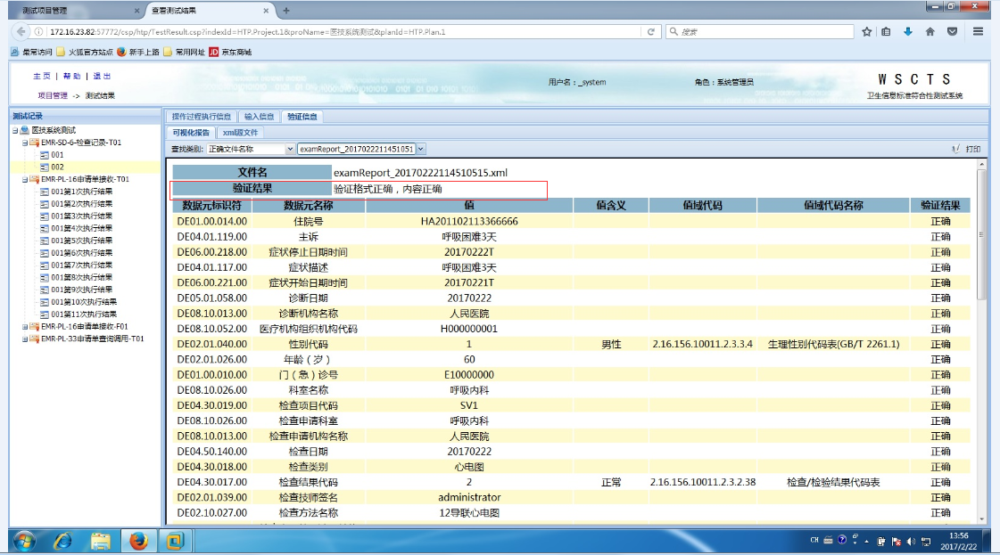 测试项目管理 × 查看测试结果 × +
172.16.23.82:57772/csp/htp/TestResult.csp?indexId=HTP.Project.1&proName=医技系统测试&planId=HTP.Plan.1 搜索
最常访问 火狐官方站点 新手上路 常用网址 JD 京东商城
主页 | 帮助 | 退出 用户名：_system 角色：系统管理员 WSCTS
项目管理 -> 测试结果 卫生信息标准符合性测试系统
测试记录
医技系统测试
EMR-SD-6-检查记录-T01
001
002
EMR-PL-16申请单接收-T01
001第1次执行结果
001第2次执行结果
001第3次执行结果
001第4次执行结果
001第5次执行结果
001第6次执行结果
001第7次执行结果
001第8次执行结果
001第9次执行结果
001第10次执行结果
001第11次执行结果
EMR-PL-16申请单接收-F01
EMR-PL-33申请单查询调用-T01
操作过程执行信息 输入信息 验证信息
可视化报告 xml源文件
查找类别: 正确文件名称 examReport_2017022211451051 打印
文件名 examReport_20170222114510515.xml
验证结果 验证格式正确，内容正确
数据元标识符 数据元名称 值 值含义 值域代码 值域代码名称 验证结果
DE01.00.014.00 住院号 HA201102113366666 正确
DE04.01.119.00 主诉 呼吸困难3天 正确
DE06.00.218.00 症状停止日期时间 20170222T 正确
DE04.01.117.00 症状描述 呼吸困难3天 正确
DE06.00.221.00 症状开始日期时间 20170221T 正确
DE05.01.058.00 诊断日期 20170222 正确
DE08.10.013.00 诊断机构名称 人民医院 正确
DE08.10.052.00 医疗机构组织机构代码 H000000001 正确
DE02.01.040.00 性别代码 1 男性 2.16.156.10011.2.3.3.4 生理性别代码表(GB/T 2261.1) 正确
DE02.01.026.00 年龄（岁） 60 正确
DE01.00.010.00 门（急）诊号 E10000000 正确
DE08.10.026.00 科室名称 呼吸内科 正确
DE04.30.019.00 检查项目代码 SV1 正确
DE08.10.026.00 检查申请科室 呼吸内科 正确
DE08.10.013.00 检查申请机构名称 人民医院 正确
DE04.50.140.00 检查日期 20170222 正确
DE04.30.018.00 检查类别 心电图 正确
DE04.30.017.00 检查结果代码 2 正常 2.16.156.10011.2.3.2.38 检查/检验结果代码表 正确
DE02.01.039.00 检查技师签名 administrator 正确
DE02.10.027.00 检查方法名称 12导联心电图 正确
CH 13:56
2017/2/22